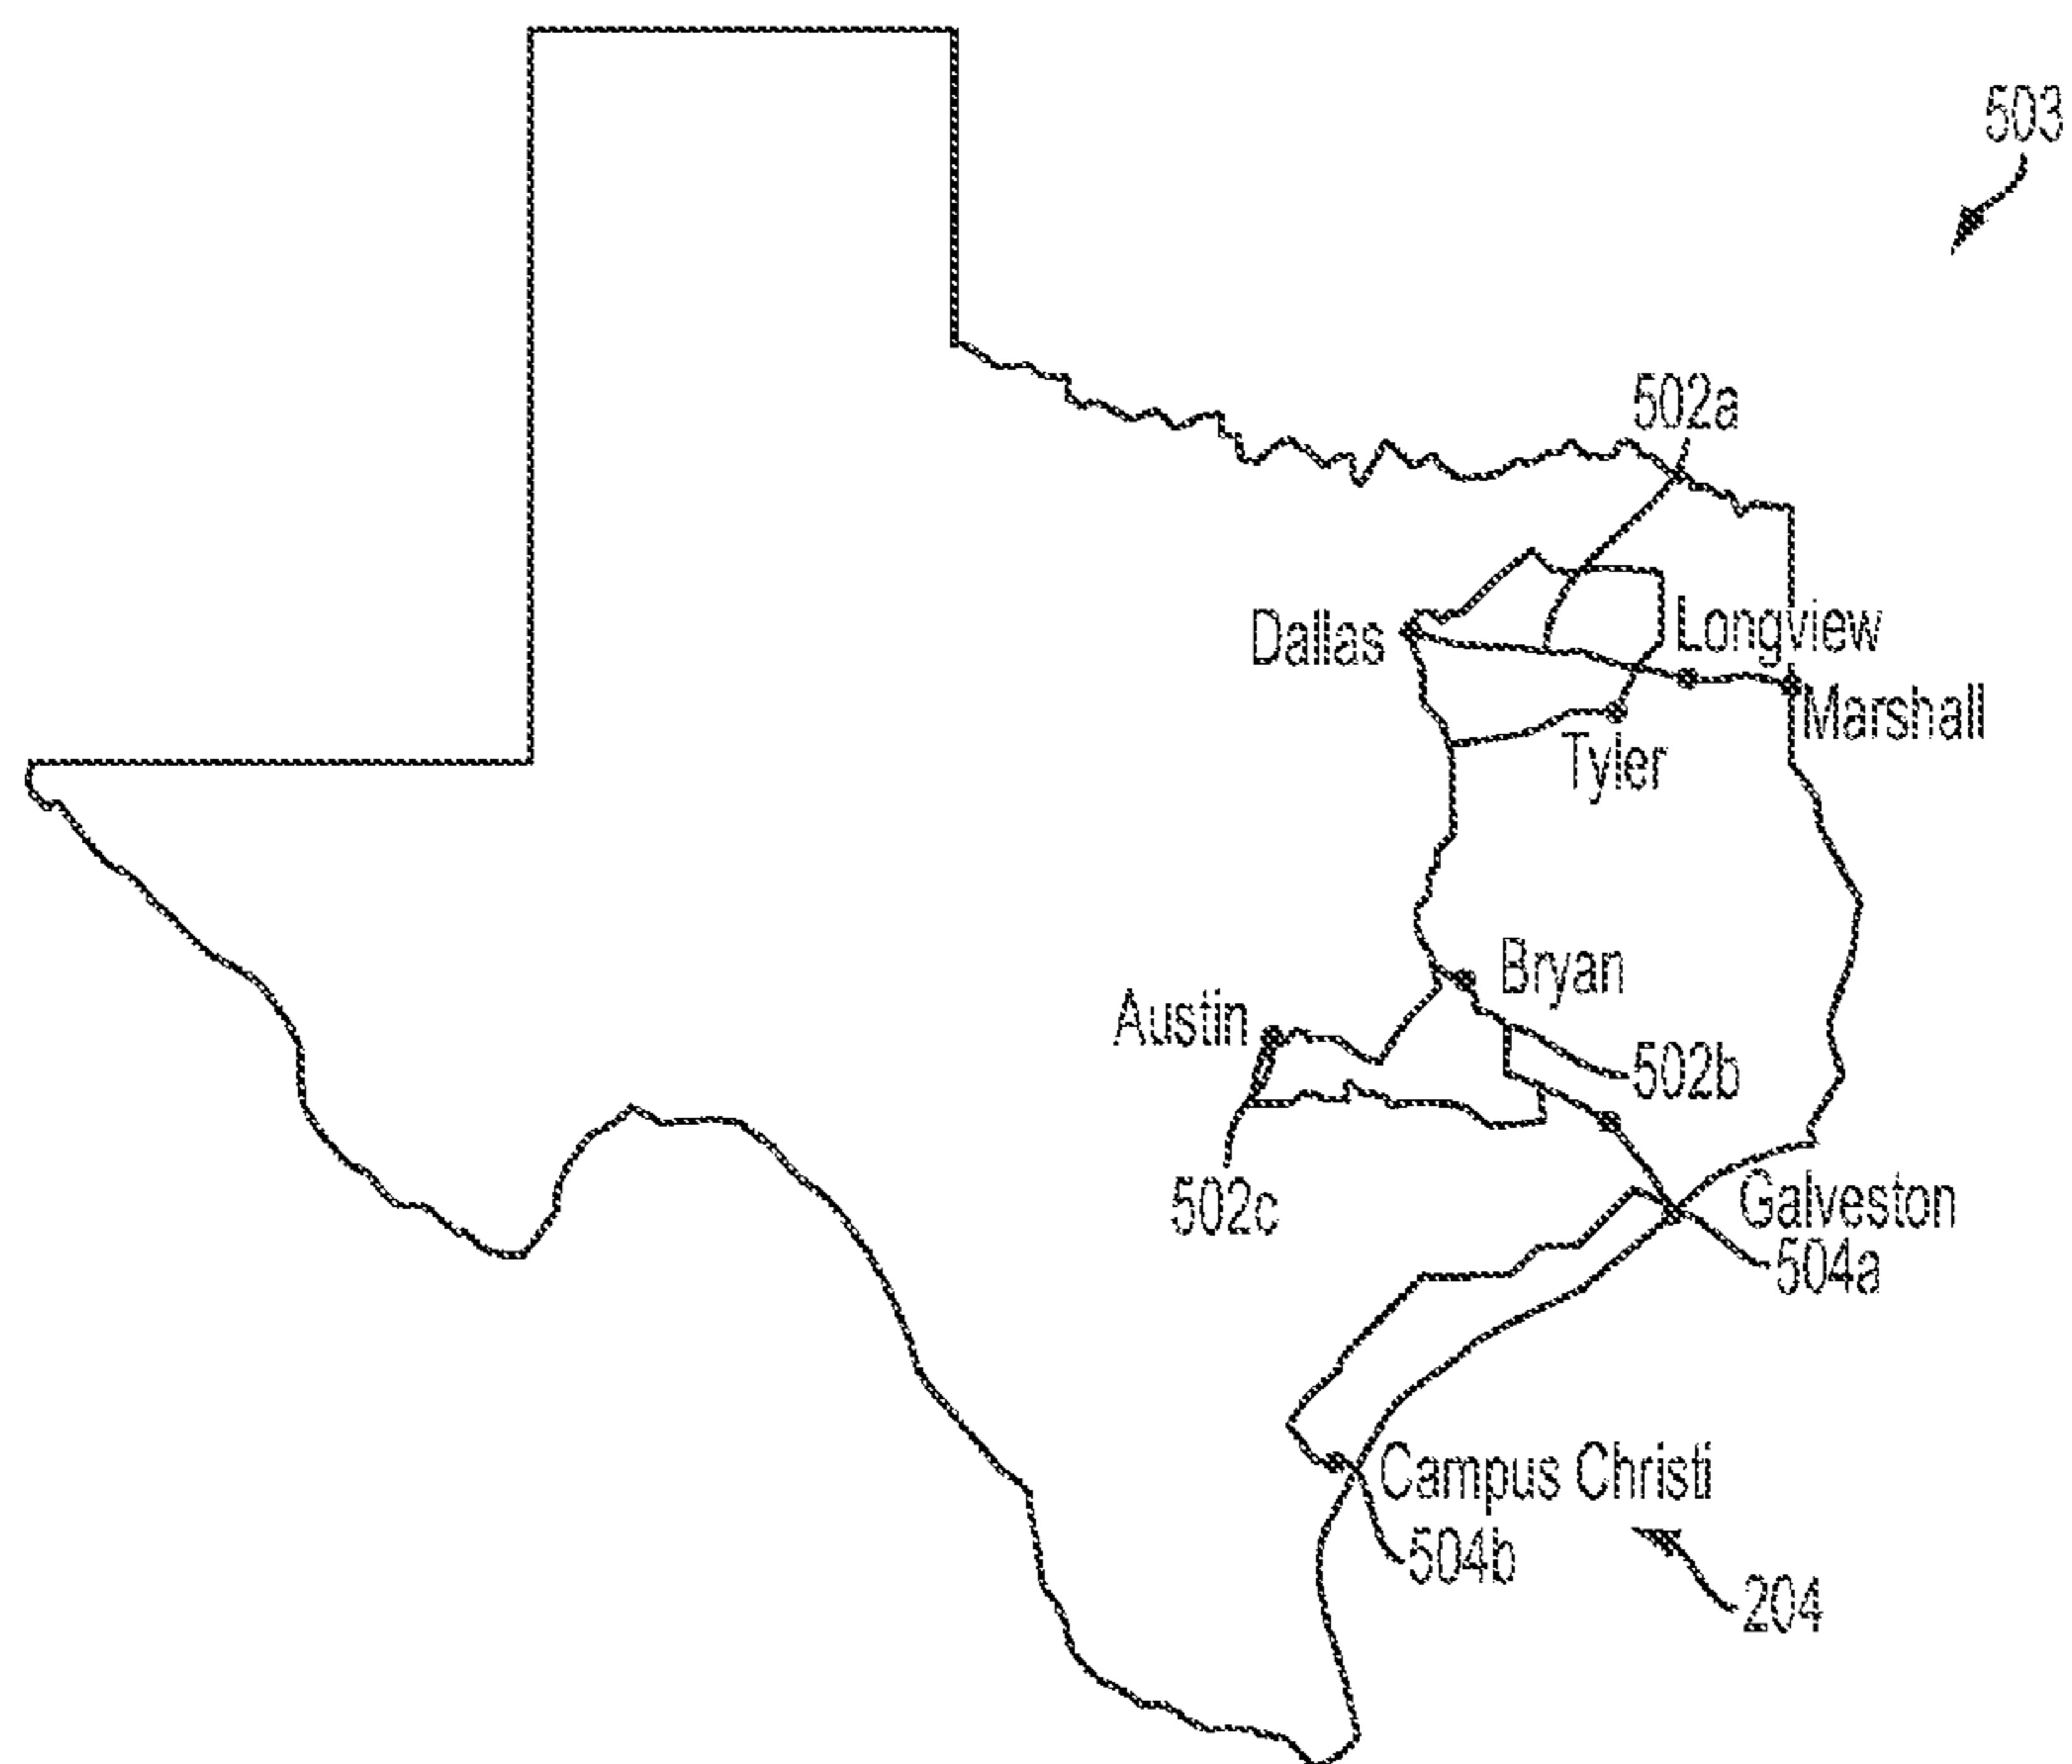 503
502a
Dallas
Longview
Marshall
Tyler
Bryan
Austin
502b
502c
Galveston
504a
Campus Christi
504b
204